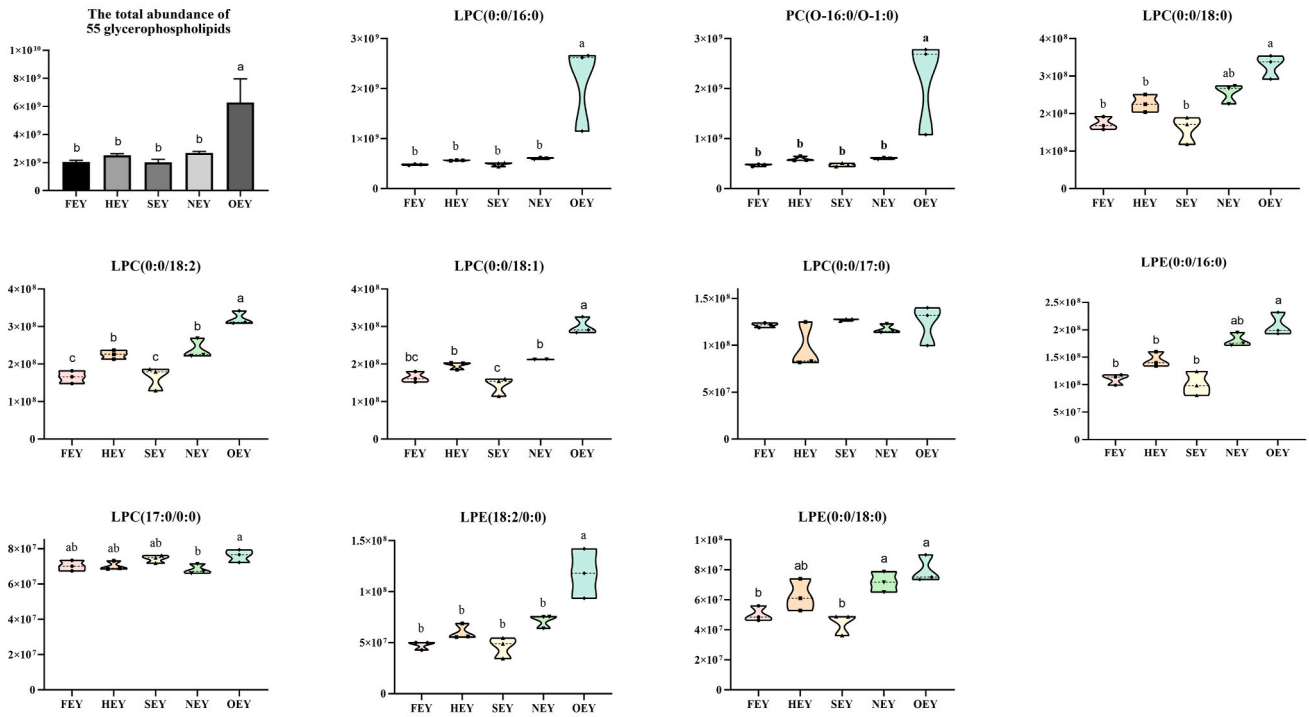 The total abundance of
55 glycerophospholipids
1×10¹⁰
8×10⁹
6×10⁹
4×10⁹
2×10⁹
0
b
b
b
b
a
FEY HEY SEY NEY OEY
LPC(0:0/16:0)
3×10⁹
2×10⁹
1×10⁹
0
b
b
b
b
a
FEY HEY SEY NEY OEY
PC(O-16:0/O-1:0)
3×10⁹
2×10⁹
1×10⁹
0
b
b
b
b
a
FEY HEY SEY NEY OEY
LPC(0:0/18:0)
4×10⁸
3×10⁸
2×10⁸
1×10⁸
0
b
b
b
ab
a
FEY HEY SEY NEY OEY
LPC(0:0/18:2)
4×10⁸
3×10⁸
2×10⁸
1×10⁸
0
c
b
c
b
a
FEY HEY SEY NEY OEY
LPC(0:0/18:1)
4×10⁸
3×10⁸
2×10⁸
1×10⁸
0
bc
b
c
b
a
FEY HEY SEY NEY OEY
LPC(0:0/17:0)
1.5×10⁸
1×10⁸
5×10⁷
0
FEY HEY SEY NEY OEY
LPE(0:0/16:0)
2.5×10⁸
2×10⁸
1.5×10⁸
1×10⁸
5×10⁷
0
b
b
b
ab
a
FEY HEY SEY NEY OEY
LPC(17:0/0:0)
8×10⁷
6×10⁷
4×10⁷
2×10⁷
0
ab
ab
ab
b
a
FEY HEY SEY NEY OEY
LPE(18:2/0:0)
1.5×10⁸
1×10⁸
5×10⁷
0
b
b
b
b
a
FEY HEY SEY NEY OEY
LPE(0:0/18:0)
1×10⁸
8×10⁷
6×10⁷
4×10⁷
2×10⁷
0
b
ab
b
a
a
FEY HEY SEY NEY OEY